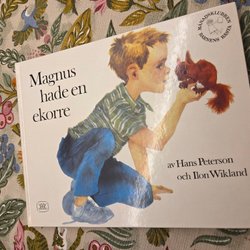 Magnus
hade en
ekorre
av Hans Peterson
och Ilon Wikland